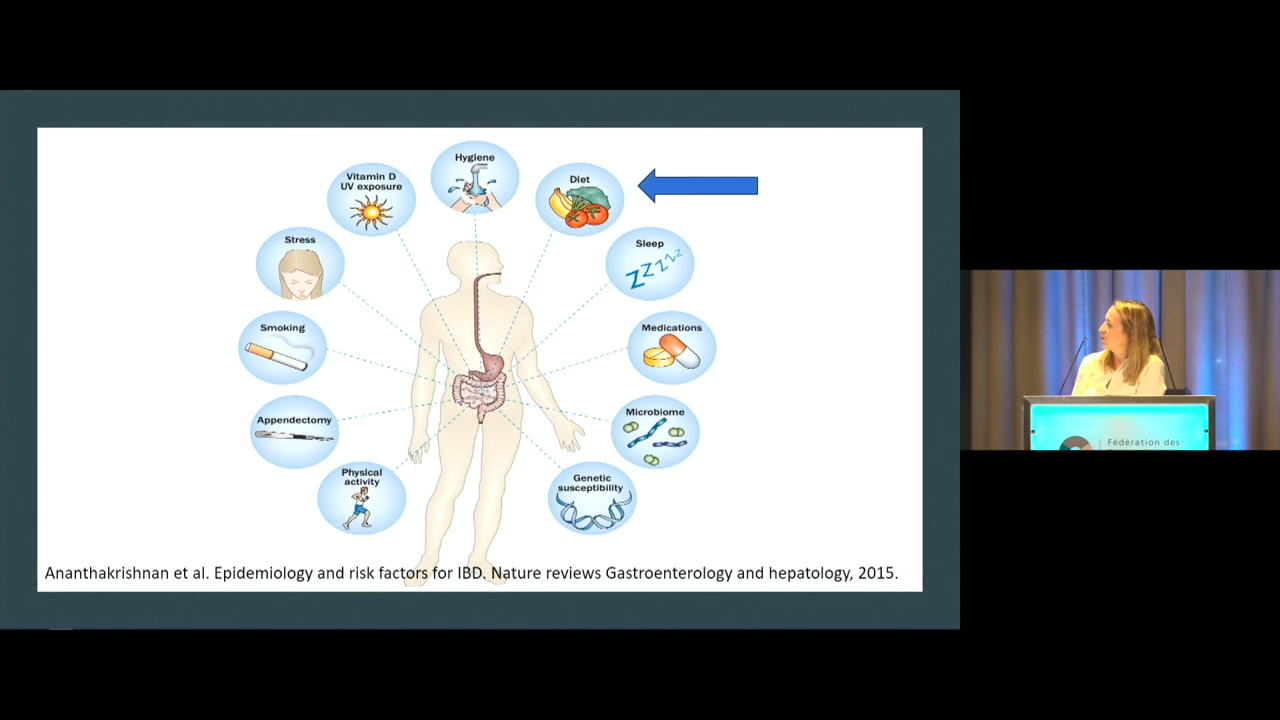 Hygiene
Vitamin D
UV exposure
Diet
Stress
Sleep
ZZZZZ
Smoking
Medications
Appendectomy
Microbiome
Physical
activity
Genetic
susceptibility
Ananthakrishnan et al. Epidemiology and risk factors for IBD. Nature reviews Gastroenterology and hepatology, 2015.
Fédération des